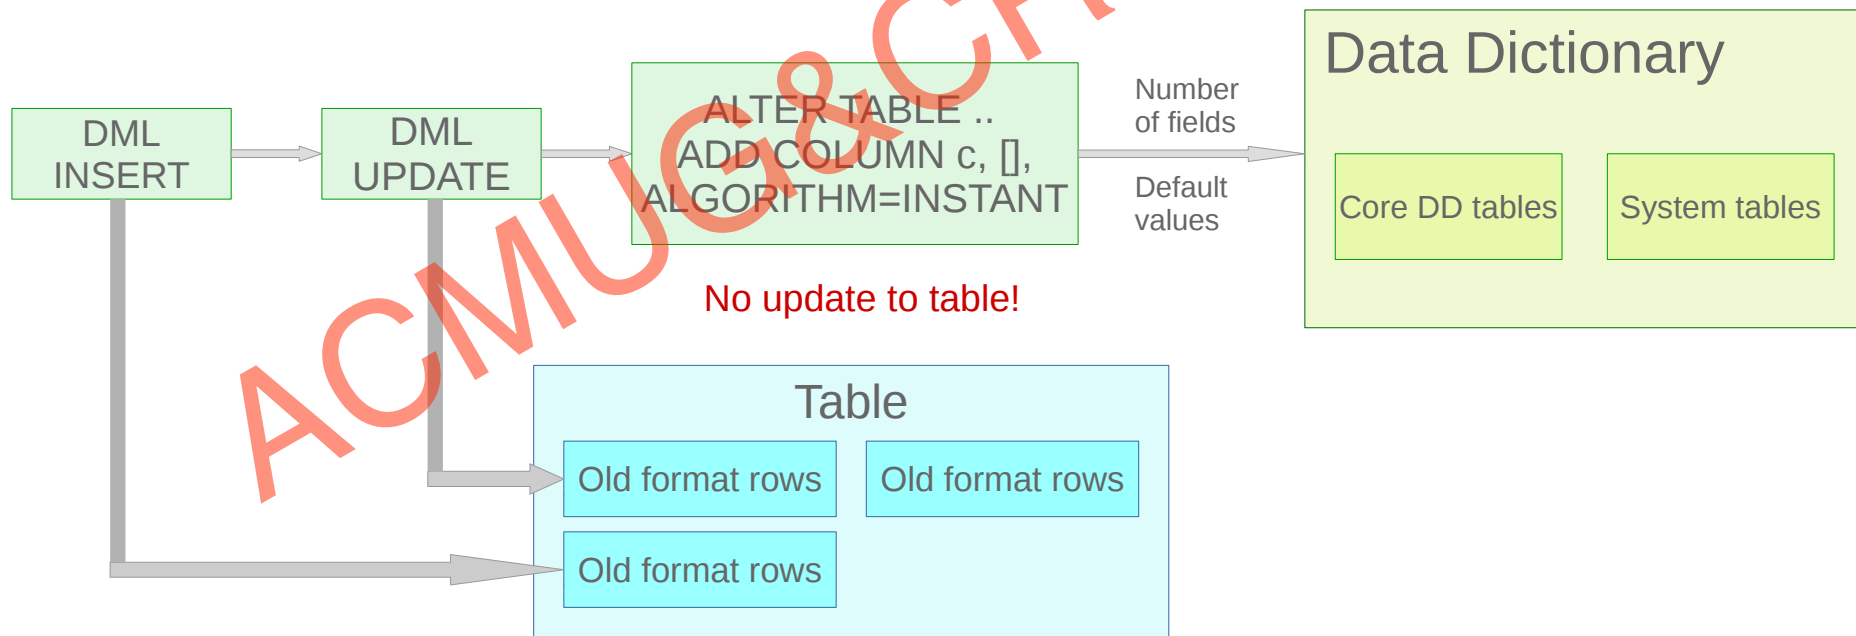 DML
INSERT
DML
UPDATE
ALTER TABLE ..
ADD COLUMN c, [],
ALGORITHM=INSTANT
Number
of fields
Default
values
Data Dictionary
Core DD tables
System tables
No update to table!
Table
Old format rows
Old format rows
Old format rows
ACMUG&CH